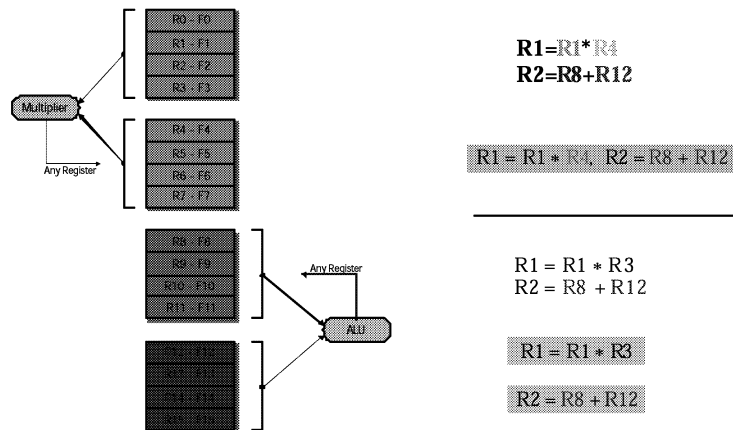 R0 - F0
R1 - F1
R2 - F2
R3 - F3
Multiplier
Any Register
R4 - F4
R5 - F5
R6 - F6
R7 - F7
R8 - F8
R9 - F9
R10 - F10
R11 - F11
Any Register
ALU
R1=R1*R4
R2=R8+R12
R1 = R1 * R4, R2 = R8 + R12
R1 = R1 * R3
R2 = R8 + R12
R1 = R1 * R3
R2 = R8 + R12